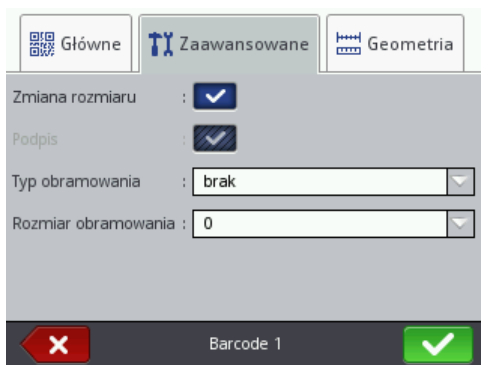 Główne Zaawansowane Geometria
Zmiana rozmiaru :
Podpis :
Typ obramowania : brak
Rozmiar obramowania : 0
Barcode 1